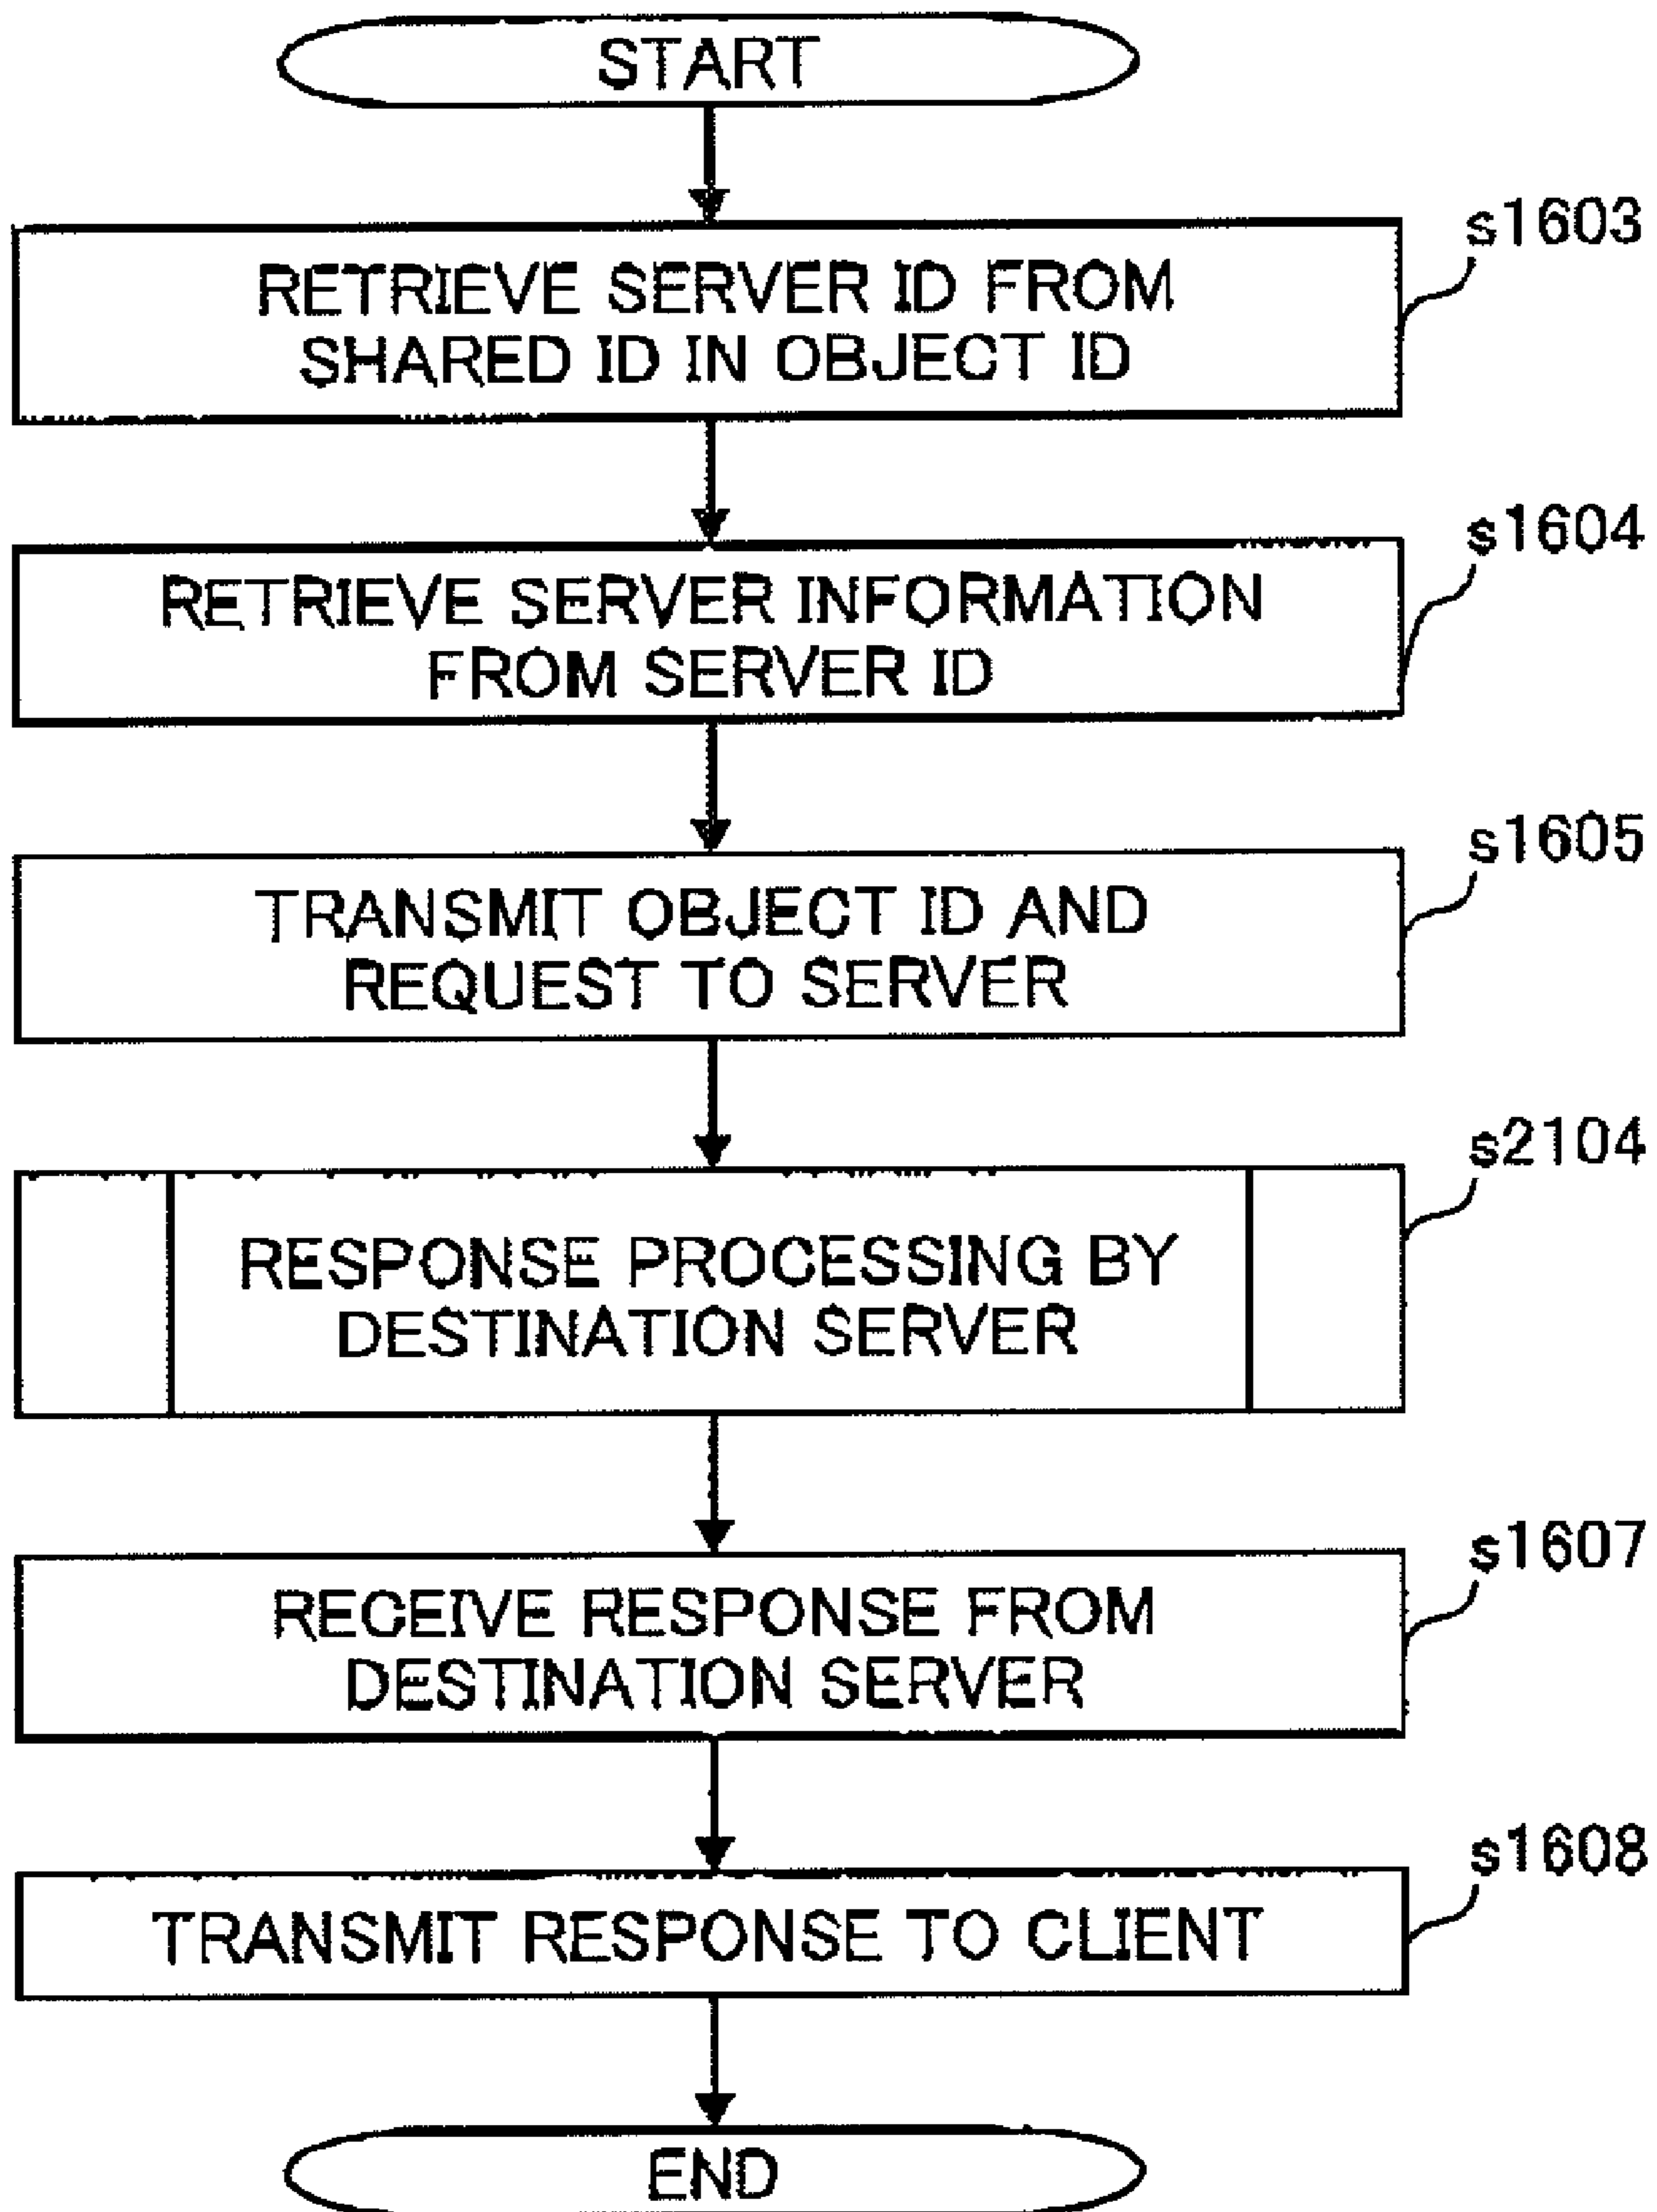 START
s1603
RETRIEVE SERVER ID FROM
SHARED ID IN OBJECT ID
s1604
RETRIEVE SERVER INFORMATION
FROM SERVER ID
s1605
TRANSMIT OBJECT ID AND
REQUEST TO SERVER
s2104
RESPONSE PROCESSING BY
DESTINATION SERVER
s1607
RECEIVE RESPONSE FROM
DESTINATION SERVER
s1608
TRANSMIT RESPONSE TO CLIENT
END